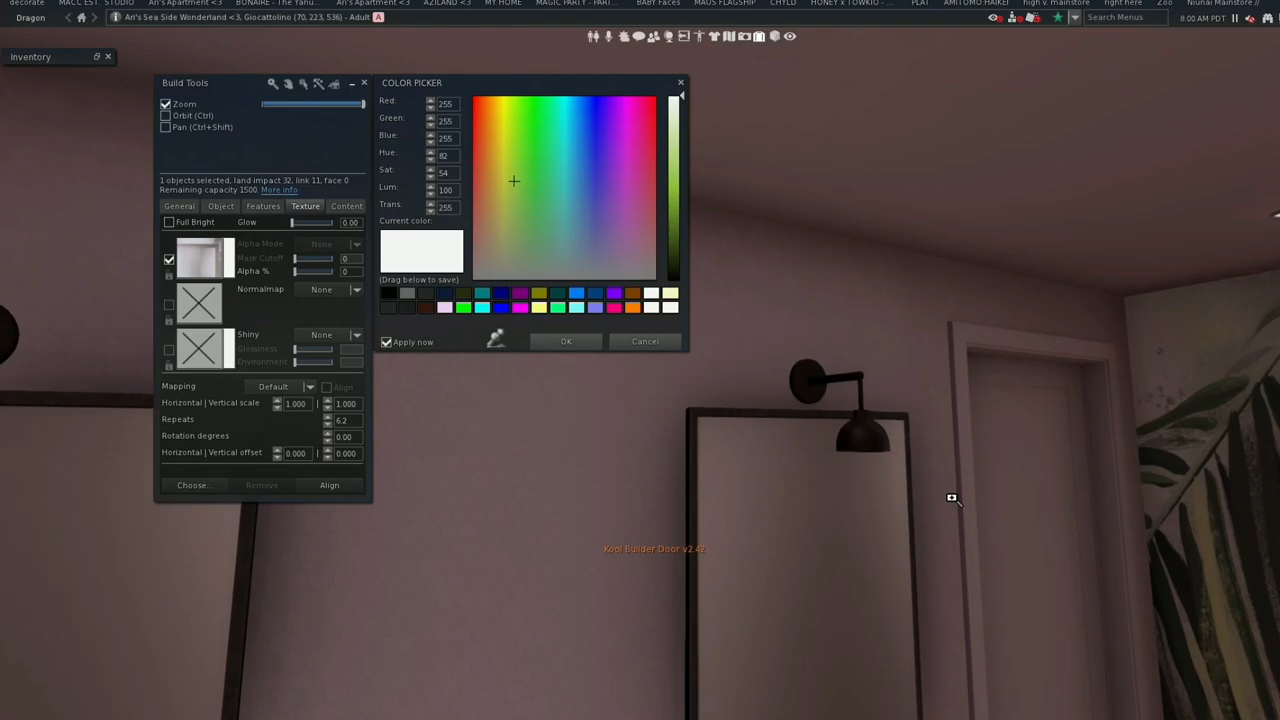 decorate MACC EST. STUDIO Ari's Apartment <3 BONAIRE - The Yanu... Ari's Apartment <3 AZILAND <3 MY HOME MAGIC PARTY - PART... BABY Faces MAUS FLAGSHIP CHYLD HONEY x TOWKIO - ... PLAT AMITOMO.HAIKEI high v. mainstore right here Zoo Niunai Mainstore //
Dragon Ari's Sea Side Wonderland <3, Giocattolino (70, 223, 536) - Adult A 8:00 AM PDT Search Menus
Inventory
Build Tools
Zoom
Orbit (Ctrl)
Pan (Ctrl+Shift)
1 objects selected, land impact 32, link 11, face 0
Remaining capacity 1500. More info
General Object Features Texture Content
Full Bright Glow 0.00
Alpha Mode None
Mask Cutoff 0
Alpha % 0
Normalmap None
Shiny None
Glossiness
Environment
Mapping Default Align
Horizontal | Vertical scale 1.000 | 1.000
Repeats 6.2
Rotation degrees 0.00
Horizontal | Vertical offset 0.000 | 0.000
Choose... Remove Align
COLOR PICKER
Red: 255
Green: 255
Blue: 255
Hue: 82
Sat: 54
Lum: 100
Trans: 255
Current color:
(Drag below to save)
Apply now OK Cancel
Kool Builder Door v2.42